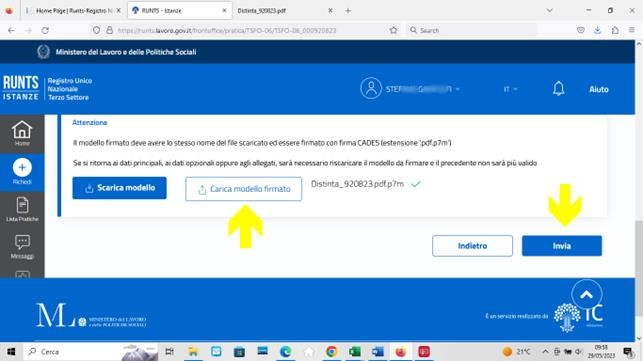 Home Page | Runts-Registro N
RUNTS - Istanze
Distinta_920823.pdf
https://runts.lavoro.gov.it/frontoffice/pratica/TSFO-06/TSFO-06_000920823
Search
Ministero del Lavoro e delle Politiche Sociali
RUNTS
ISTANZE
Registro Unico
Nazionale
Terzo Settore
IT
Aiuto
Home
Richiedi
Lista Pratiche
Messaggi
Attenzione
Il modello firmato deve avere lo stesso nome del file scaricato ed essere firmato con firma CADES (estensione '.pdf.p7m')
Se si ritorna ai dati principali, ai dati opzionali oppure agli allegati, sarà necessario riscaricare il modello da firmare e il precedente non sarà più valido
Scarica modello
Carica modello firmato
Distinta_920823.pdf.p7m
Indietro
Invia
ML
MINISTERO del LAVORO
e delle POLITICHE SOCIALI
È un servizio realizzato da
IC
Cerca
21°C
09:58
29/05/2023